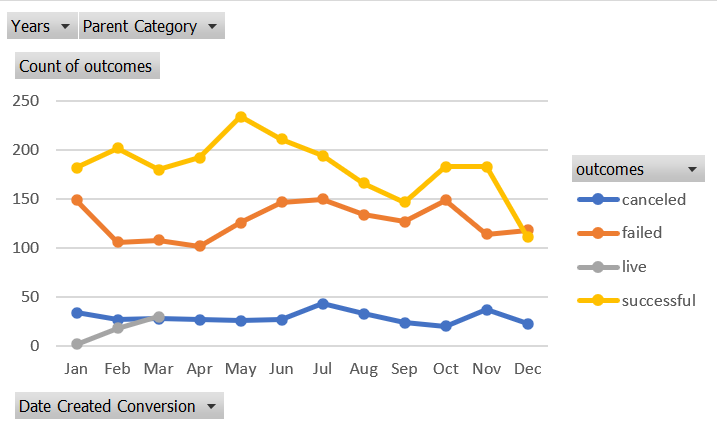 Years Parent Category
Count of outcomes
250
200
150
100
50
0
Jan Feb Mar Apr May Jun Jul Aug Sep Oct Nov Dec
outcomes
canceled
failed
live
successful
Date Created Conversion